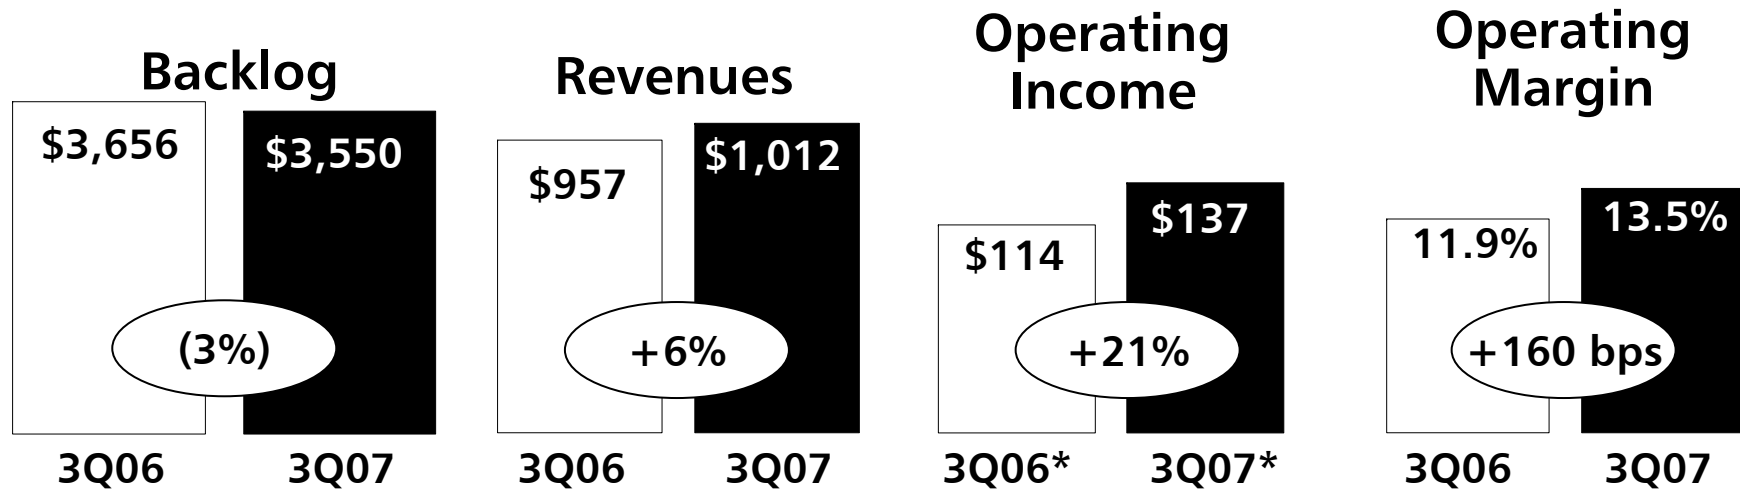 Backlog
$3,656
$3,550
(3%)
3Q06
3Q07
Revenues
$957
$1,012
+6%
3Q06
3Q07
Operating
Income
$114
$137
+21%
3Q06*
3Q07*
Operating
Margin
11.9%
13.5%
+160 bps
3Q06
3Q07